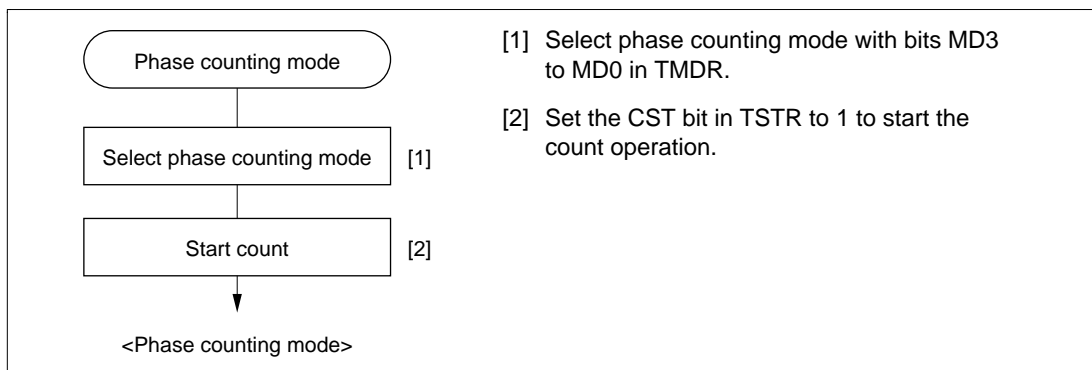 Phase counting mode
Select phase counting mode [1]
Start count [2]
<Phase counting mode>
[1] Select phase counting mode with bits MD3
to MD0 in TMDR.
[2] Set the CST bit in TSTR to 1 to start the
count operation.